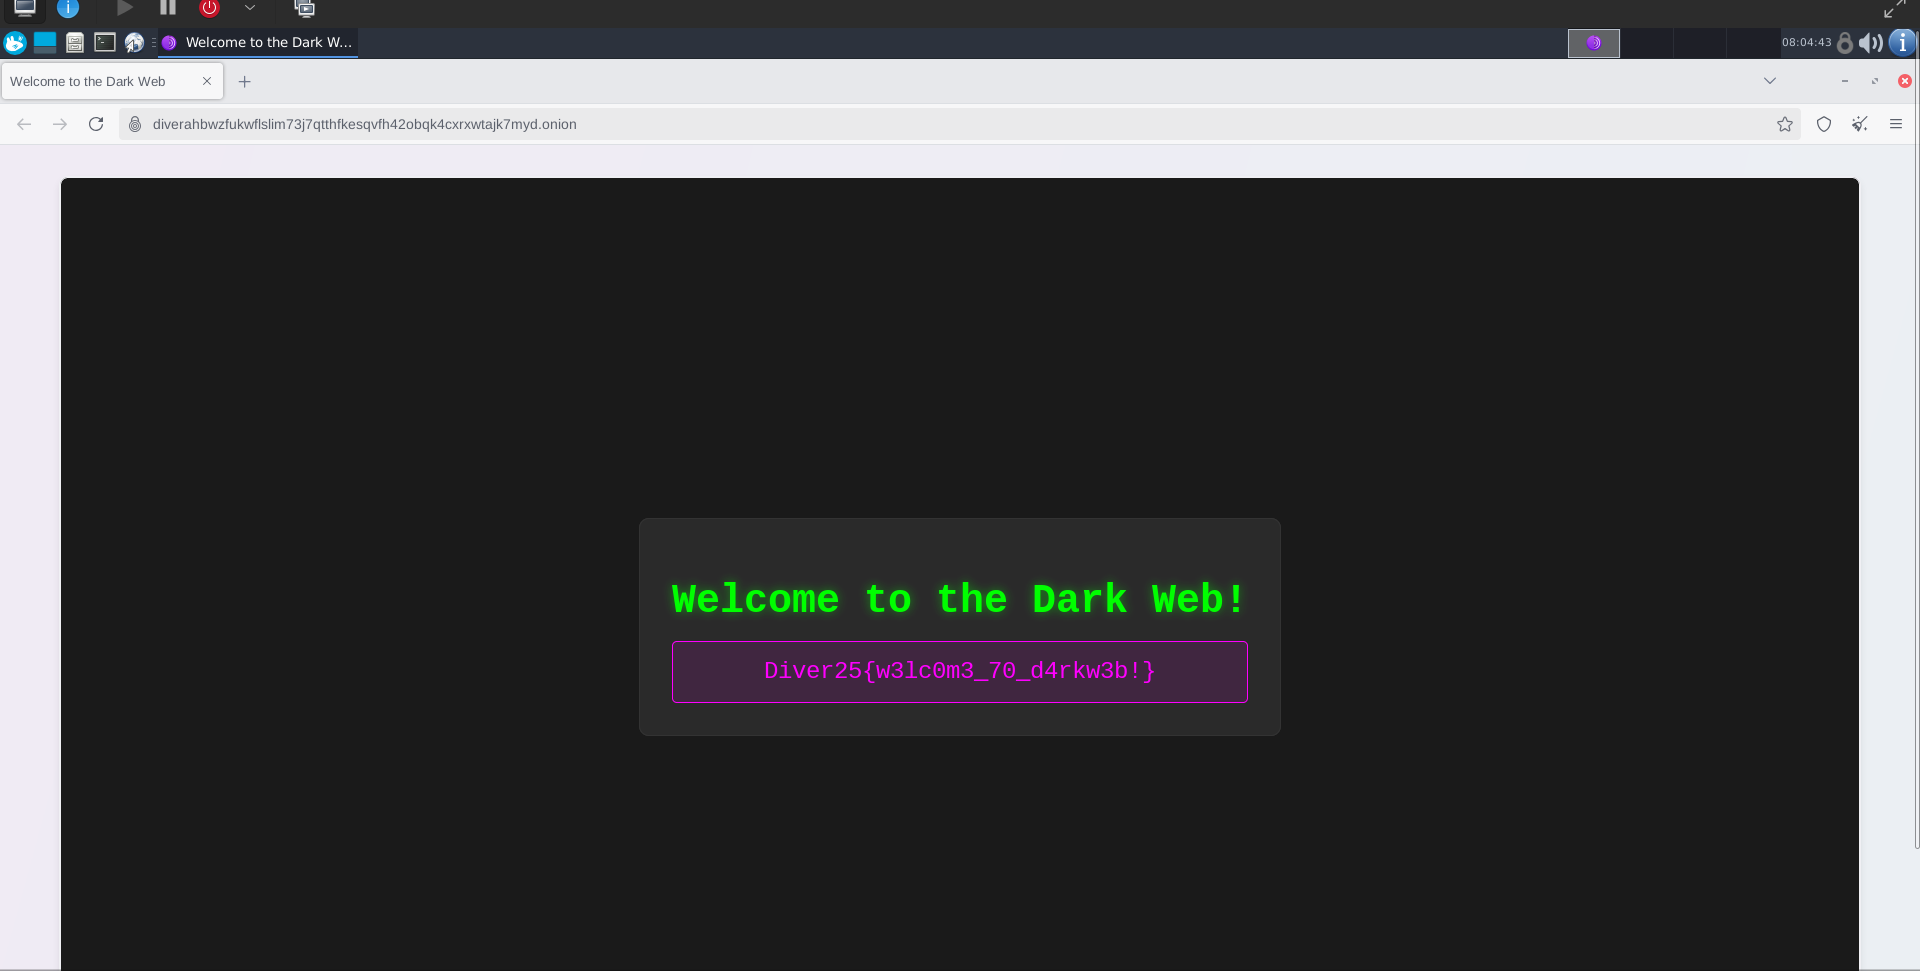 Welcome to the Dark W...
08:04:43
Welcome to the Dark Web
diverahbwzfukwflslim73j7qtthfkesqvfh42obqk4cxrxwtajk7myd.onion
Welcome to the Dark Web!
Diver25{w3lc0m3_70_d4rkw3b!}